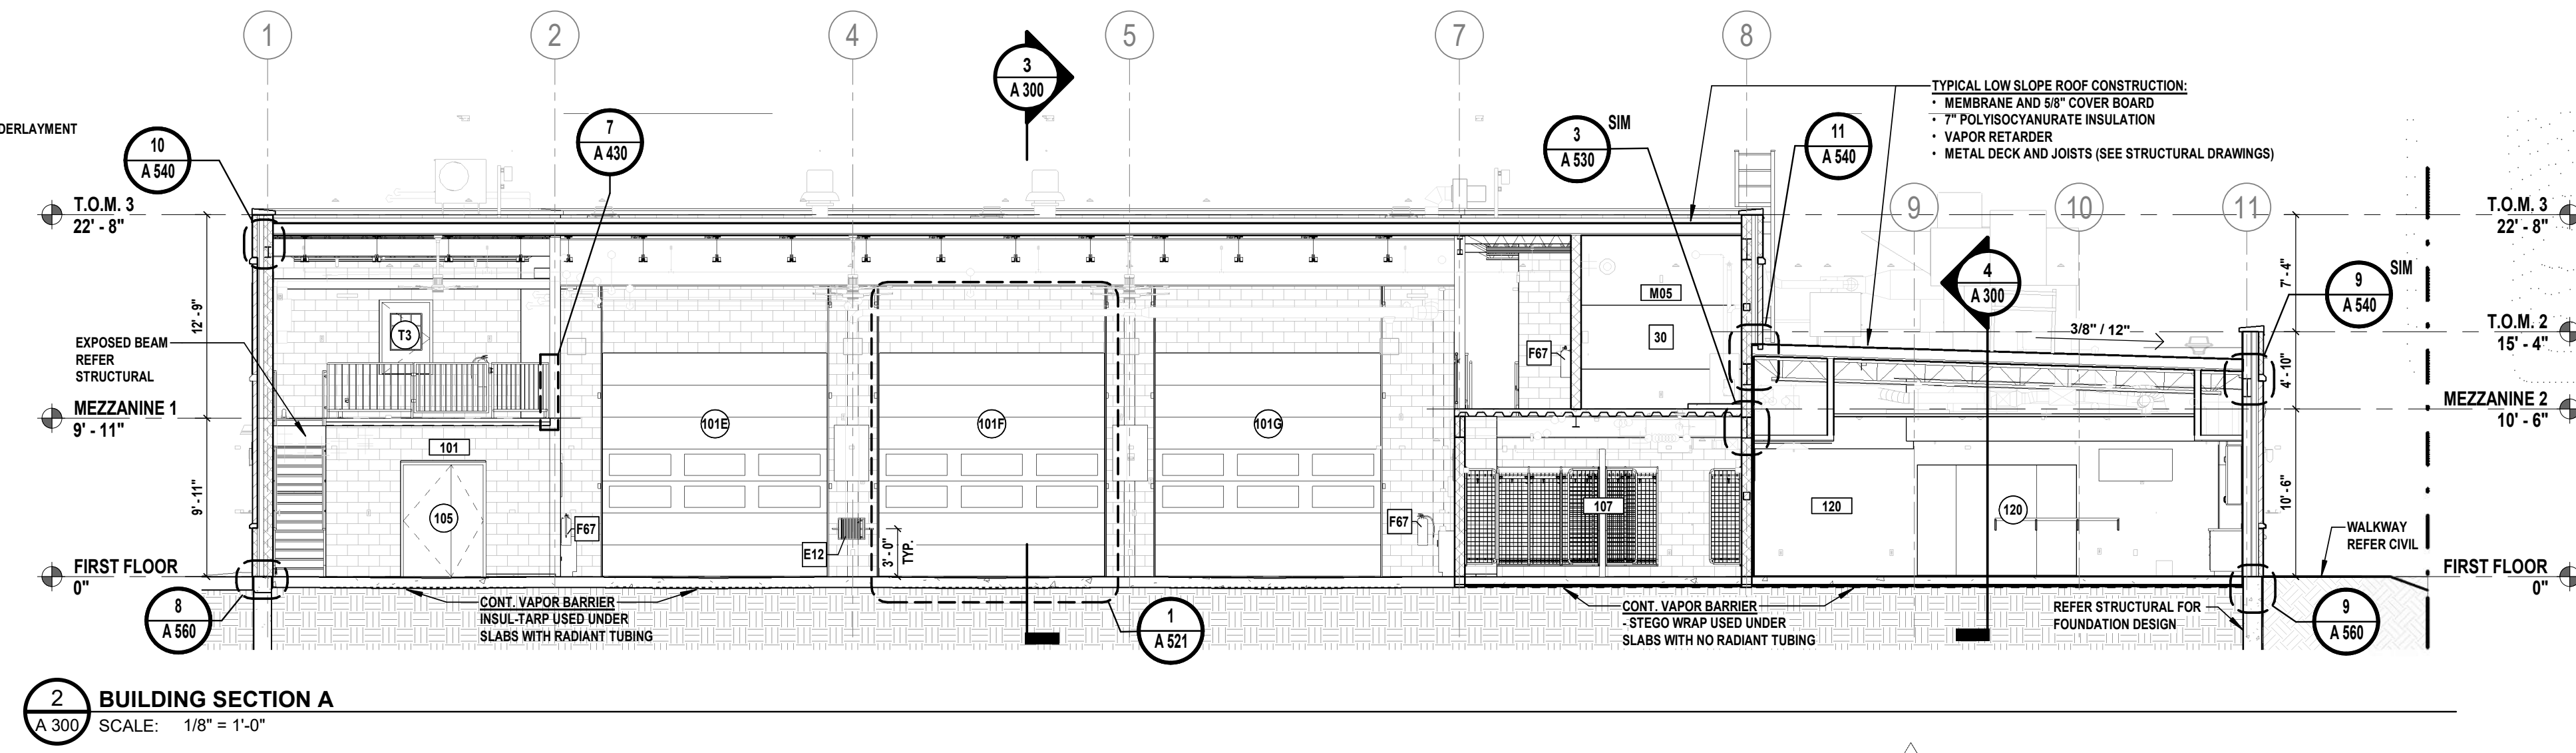 1
2
4
5
7
8
3
A 300
TYPICAL LOW SLOPE ROOF CONSTRUCTION:
• MEMBRANE AND 5/8" COVER BOARD
• 7" POLYISOCYANURATE INSULATION
• VAPOR RETARDER
• METAL DECK AND JOISTS (SEE STRUCTURAL DRAWINGS)
DERLAYMENT
10
A 540
7
A 430
3
A 530
SIM
11
A 540
T.O.M. 3
22' - 8"
9
10
11
T.O.M. 3
22' - 8"
4
A 300
7' - 4"
9
A 540
SIM
12' - 9"
T3
M05
30
F67
3/8" / 12"
T.O.M. 2
15' - 4"
EXPOSED BEAM
REFER
STRUCTURAL
4' - 10"
MEZZANINE 1
9' - 11"
MEZZANINE 2
10' - 6"
101
101E
101F
101G
9' - 11"
105
F67
E12
3' - 0"
TYP.
F67
107
120
120
10' - 6"
WALKWAY
REFER CIVIL
FIRST FLOOR
0"
FIRST FLOOR
0"
8
A 560
CONT. VAPOR BARRIER
INSUL-TARP USED UNDER
SLABS WITH RADIANT TUBING
1
A 521
CONT. VAPOR BARRIER
- STEGO WRAP USED UNDER
SLABS WITH NO RADIANT TUBING
REFER STRUCTURAL FOR
FOUNDATION DESIGN
9
A 560
2
A 300
BUILDING SECTION A
SCALE: 1/8" = 1'-0"